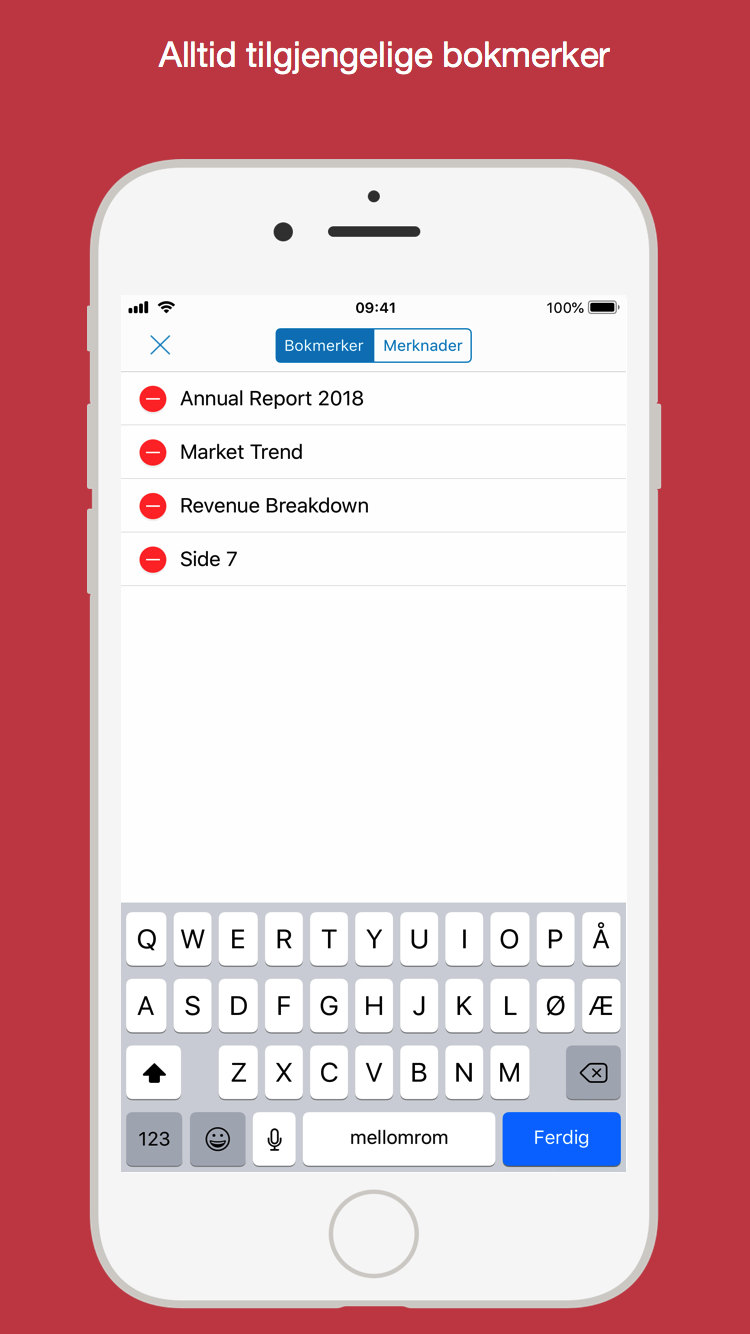 Alltid tilgjengelige bokmerker
09:41 100%
Bokmerker Merknader
Annual Report 2018
Market Trend
Revenue Breakdown
Side 7
Q W E R T Y U I O P Å
A S D F G H J K L Ø Æ
Z X C V B N M
123 mellomrom Ferdig